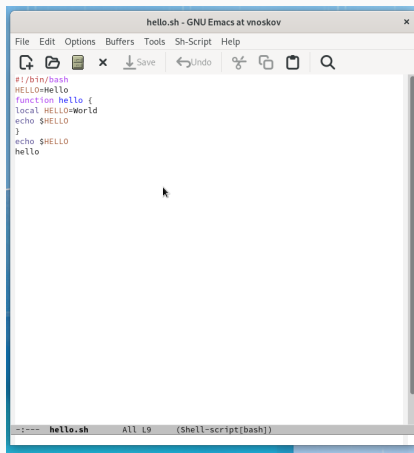 hello.sh - GNU Emacs at vnoskov
File Edit Options Buffers Tools Sh-Script Help
Save Undo
#!/bin/bash
HELLO=Hello
function hello {
local HELLO=World
echo $HELLO
}
echo $HELLO
hello
-:--- hello.sh All L9 (Shell-script[bash])